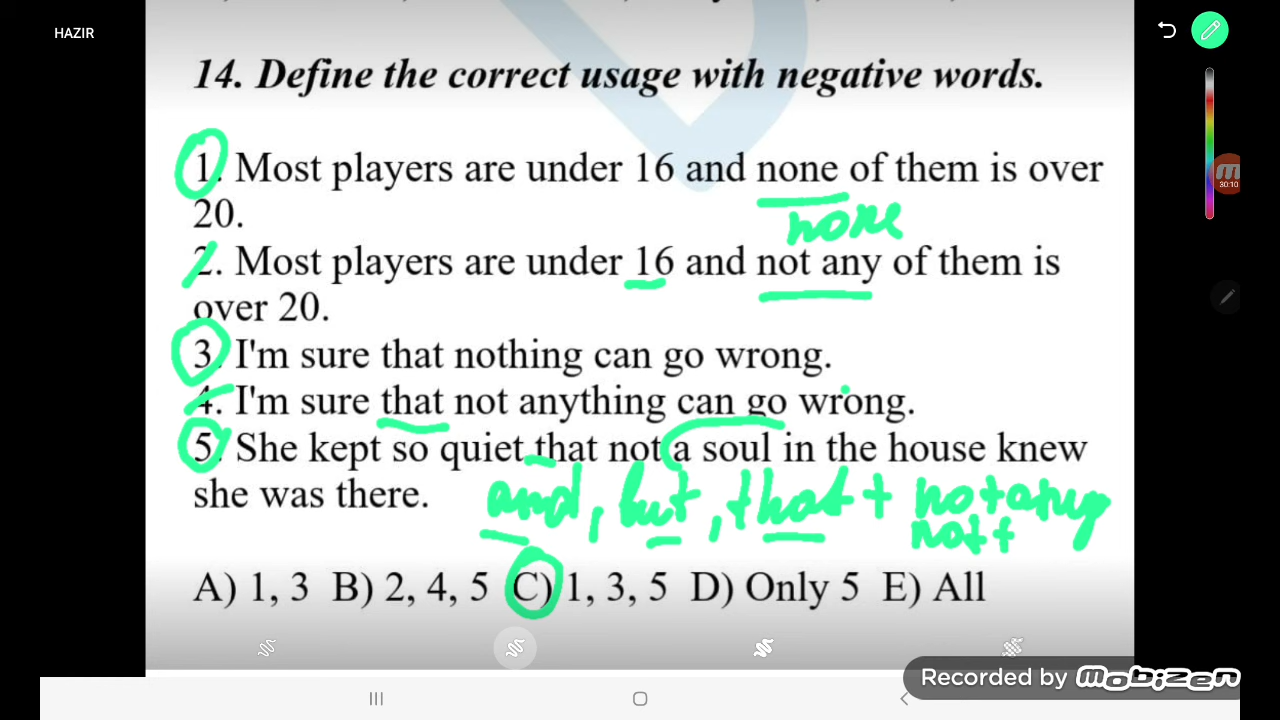 HAZIR
14. Define the correct usage with negative words.
1. Most players are under 16 and none of them is over
20.
none
2. Most players are under 16 and not any of them is
over 20.
3. I'm sure that nothing can go wrong.
4. I'm sure that not anything can go wrong.
5. She kept so quiet that not a soul in the house knew
she was there.
and, but, that + not any
not +
A) 1, 3 B) 2, 4, 5 C) 1, 3, 5 D) Only 5 E) All
30:10
Recorded by mobizen